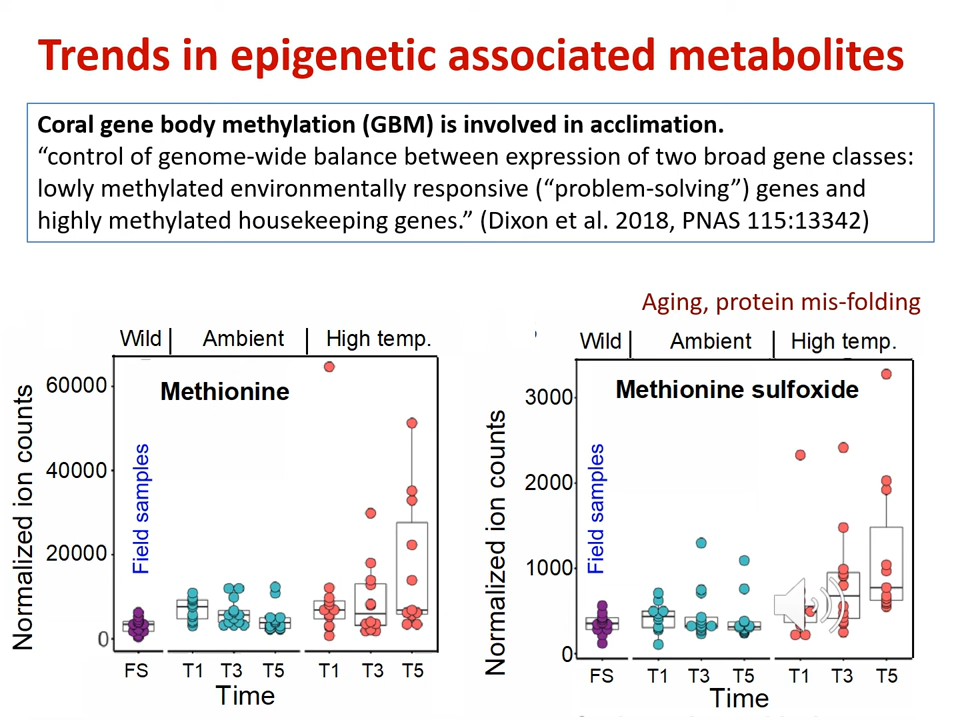 Trends in epigenetic associated metabolites
Coral gene body methylation (GBM) is involved in acclimation.
“control of genome-wide balance between expression of two broad gene classes:
lowly methylated environmentally responsive (“problem-solving”) genes and
highly methylated housekeeping genes.” (Dixon et al. 2018, PNAS 115:13342)
Aging, protein mis-folding
Wild | Ambient | High temp.
Methionine
Normalized ion counts
60000
40000
20000
0
Field samples
FS T1 T3 T5 T1 T3 T5
Time
Wild | Ambient | High temp.
Methionine sulfoxide
Normalized ion counts
3000
2000
1000
0
Field samples
FS T1 T3 T5 T1 T3 T5
Time